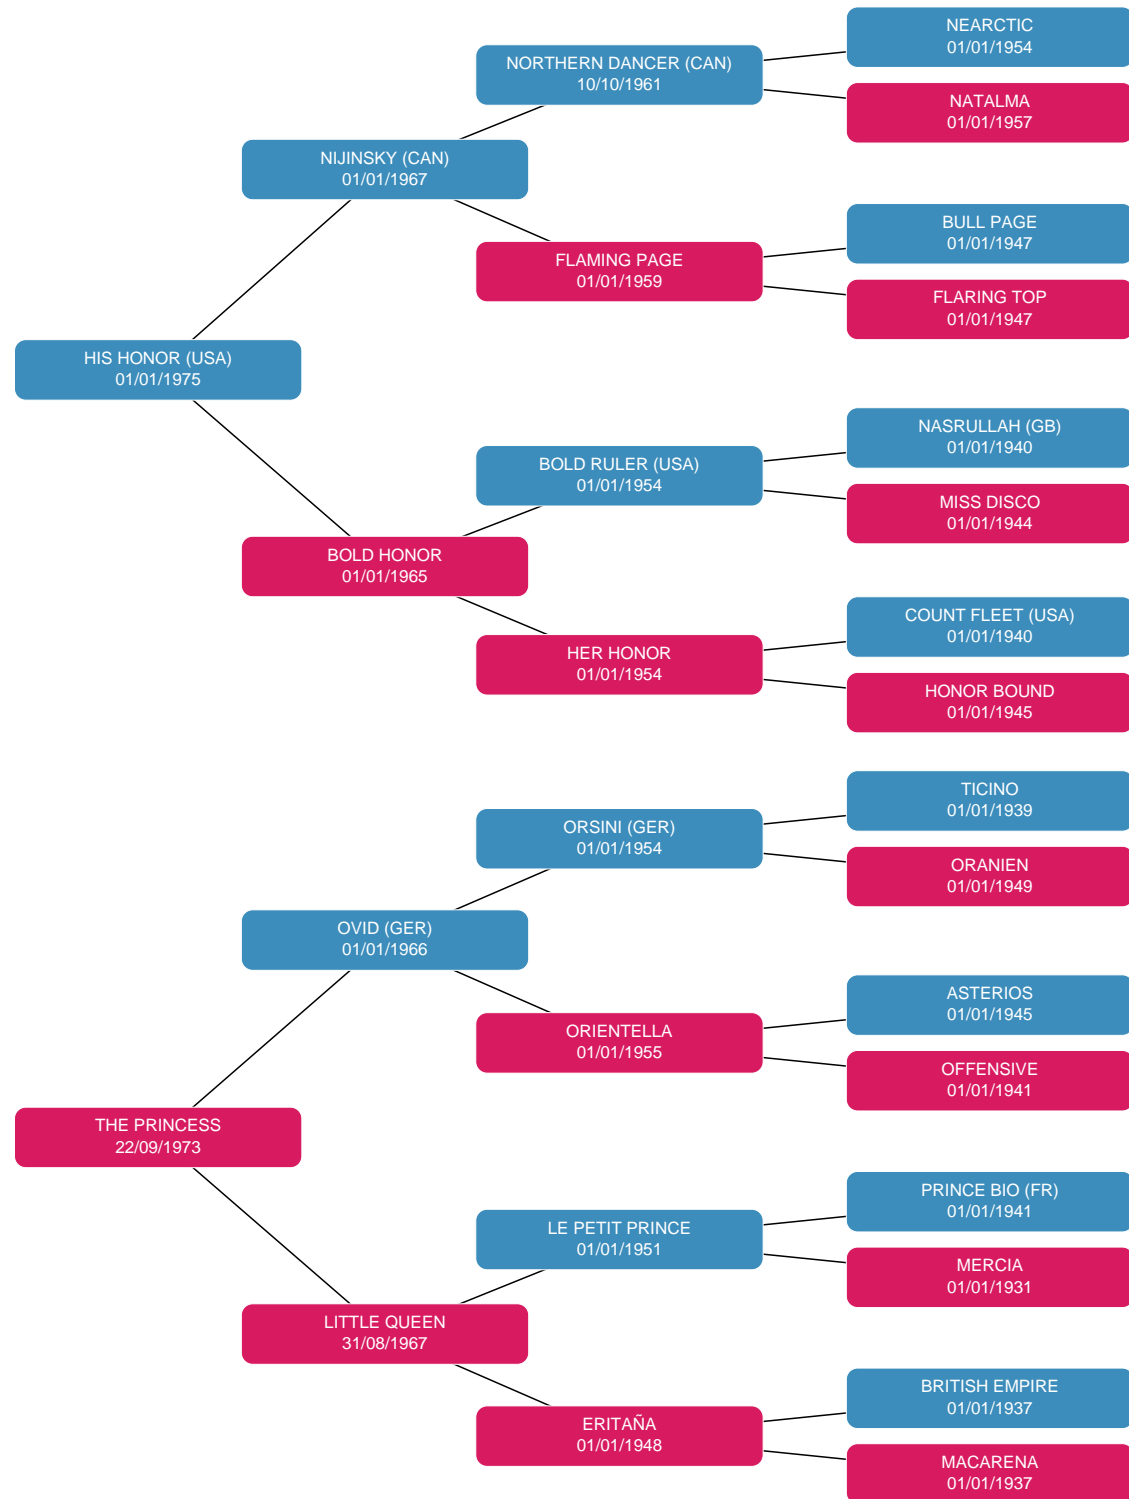 NEARCTIC
01/01/1954
NORTHERN DANCER (CAN)
10/10/1961
NATALMA
01/01/1957
NIJINSKY (CAN)
01/01/1967
BULL PAGE
01/01/1947
FLAMING PAGE
01/01/1959
FLARING TOP
01/01/1947
HIS HONOR (USA)
01/01/1975
NASRULLAH (GB)
01/01/1940
BOLD RULER (USA)
01/01/1954
MISS DISCO
01/01/1944
BOLD HONOR
01/01/1965
COUNT FLEET (USA)
01/01/1940
HER HONOR
01/01/1954
HONOR BOUND
01/01/1945
TICINO
01/01/1939
ORSINI (GER)
01/01/1954
ORANIEN
01/01/1949
OVID (GER)
01/01/1966
ASTERIOS
01/01/1945
ORIENTELLA
01/01/1955
OFFENSIVE
01/01/1941
THE PRINCESS
22/09/1973
PRINCE BIO (FR)
01/01/1941
LE PETIT PRINCE
01/01/1951
MERCIA
01/01/1931
LITTLE QUEEN
31/08/1967
BRITISH EMPIRE
01/01/1937
ERITAÑA
01/01/1948
MACARENA
01/01/1937